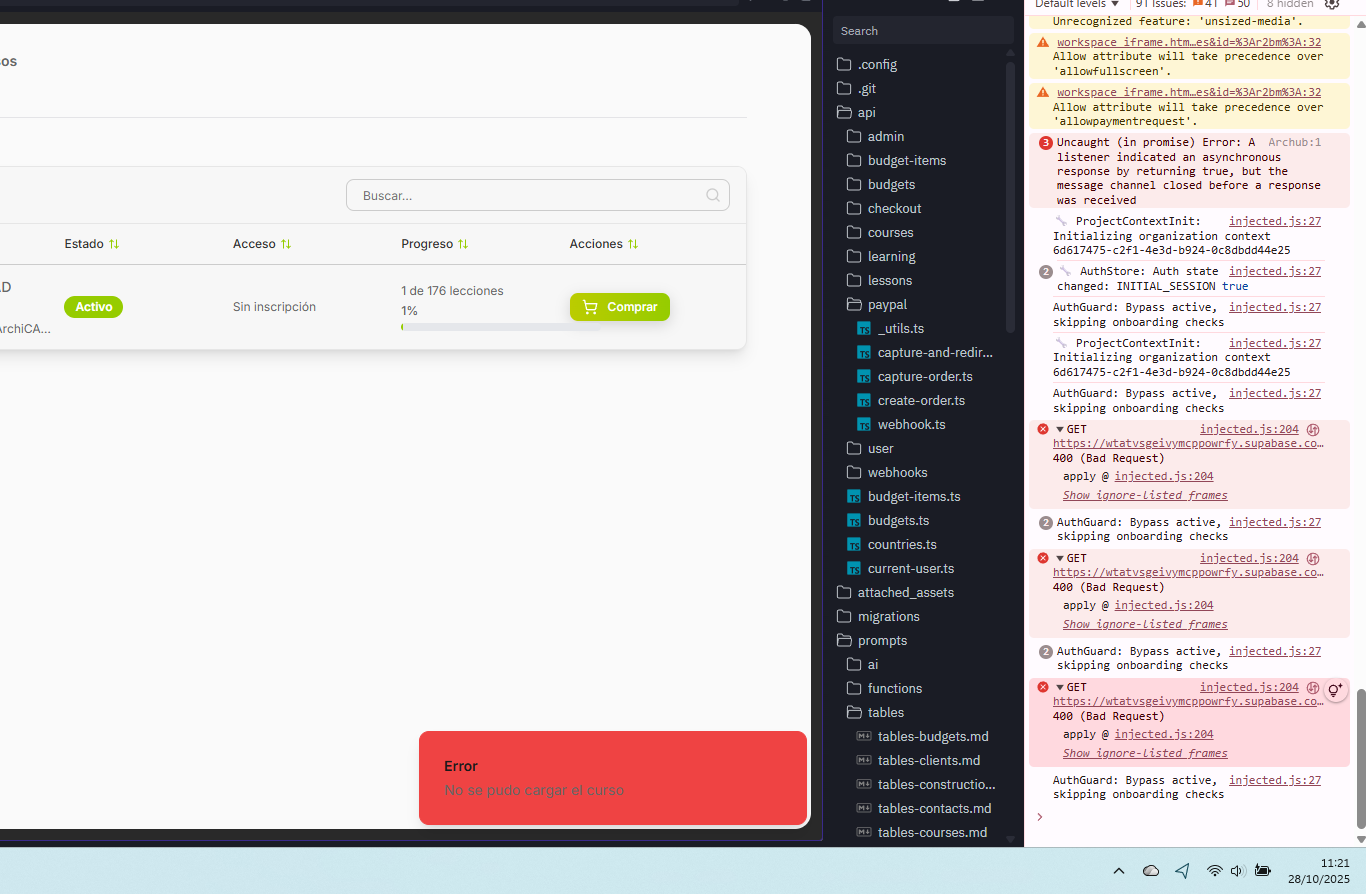 os
Buscar...
Estado
Acceso
Progreso
Acciones
D
Activo
Sin inscripción
1 de 176 lecciones
1%
Comprar
ArchiCA...
Error
No se pudo cargar el curso
Search
.config
.git
api
admin
budget-items
budgets
checkout
courses
learning
lessons
paypal
TS _utils.ts
TS capture-and-redir...
TS capture-order.ts
TS create-order.ts
TS webhook.ts
user
webhooks
TS budget-items.ts
TS budgets.ts
TS countries.ts
TS current-user.ts
attached_assets
migrations
prompts
ai
functions
tables
M↓ tables-budgets.md
M↓ tables-clients.md
M↓ tables-constructio...
M↓ tables-contacts.md
M↓ tables-courses.md
Default levels ▼ 91 Issues: 41 50 8 hidden
Unrecognized feature: 'unsized-media'.
workspace_iframe.htm…es&id=%3Ar2bm%3A:32
Allow attribute will take precedence over
'allowfullscreen'.
workspace_iframe.htm…es&id=%3Ar2bm%3A:32
Allow attribute will take precedence over
'allowpaymentrequest'.
3 Uncaught (in promise) Error: A Archub:1
listener indicated an asynchronous
response by returning true, but the
message channel closed before a response
was received
ProjectContextInit: injected.js:27
Initializing organization context
6d617475-c2f1-4e3d-b924-0c8dbdd44e25
2 AuthStore: Auth state injected.js:27
changed: INITIAL_SESSION true
AuthGuard: Bypass active, injected.js:27
skipping onboarding checks
ProjectContextInit: injected.js:27
Initializing organization context
6d617475-c2f1-4e3d-b924-0c8dbdd44e25
AuthGuard: Bypass active, injected.js:27
skipping onboarding checks
▼GET injected.js:204
https://wtatvsgeivymcppowrfy.supabase.co…
400 (Bad Request)
apply @ injected.js:204
Show ignore-listed frames
2 AuthGuard: Bypass active, injected.js:27
skipping onboarding checks
▼GET injected.js:204
https://wtatvsgeivymcppowrfy.supabase.co…
400 (Bad Request)
apply @ injected.js:204
Show ignore-listed frames
2 AuthGuard: Bypass active, injected.js:27
skipping onboarding checks
▼GET injected.js:204
https://wtatvsgeivymcppowrfy.supabase.co…
400 (Bad Request)
apply @ injected.js:204
Show ignore-listed frames
AuthGuard: Bypass active, injected.js:27
skipping onboarding checks
11:21
28/10/2025